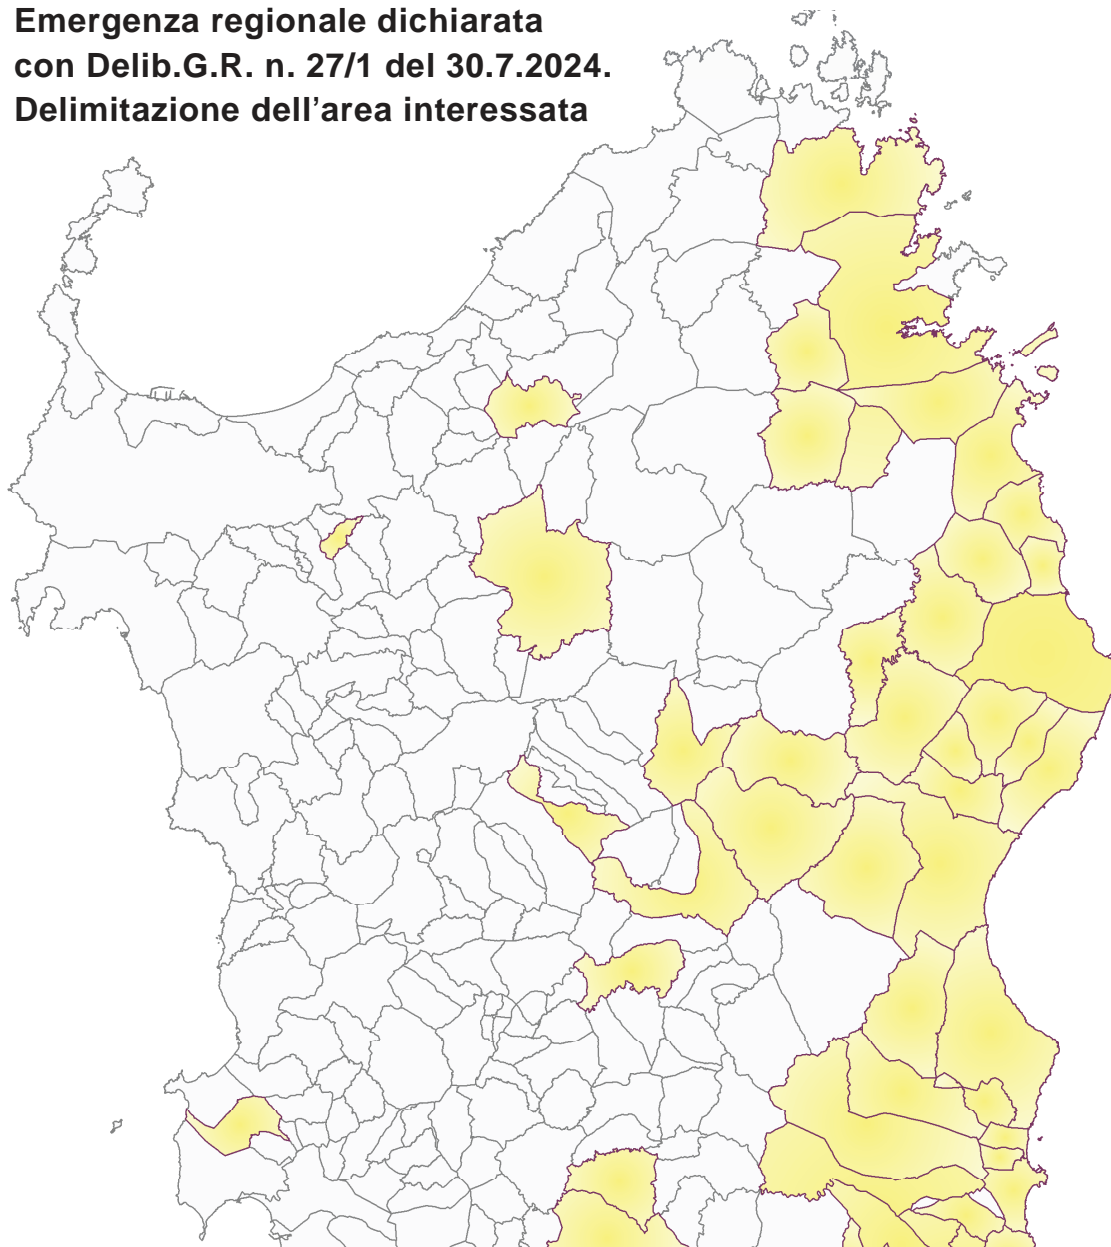 Emergenza regionale dichiarata
con Delib.G.R. n. 27/1 del 30.7.2024.
Delimitazione dell’area interessata